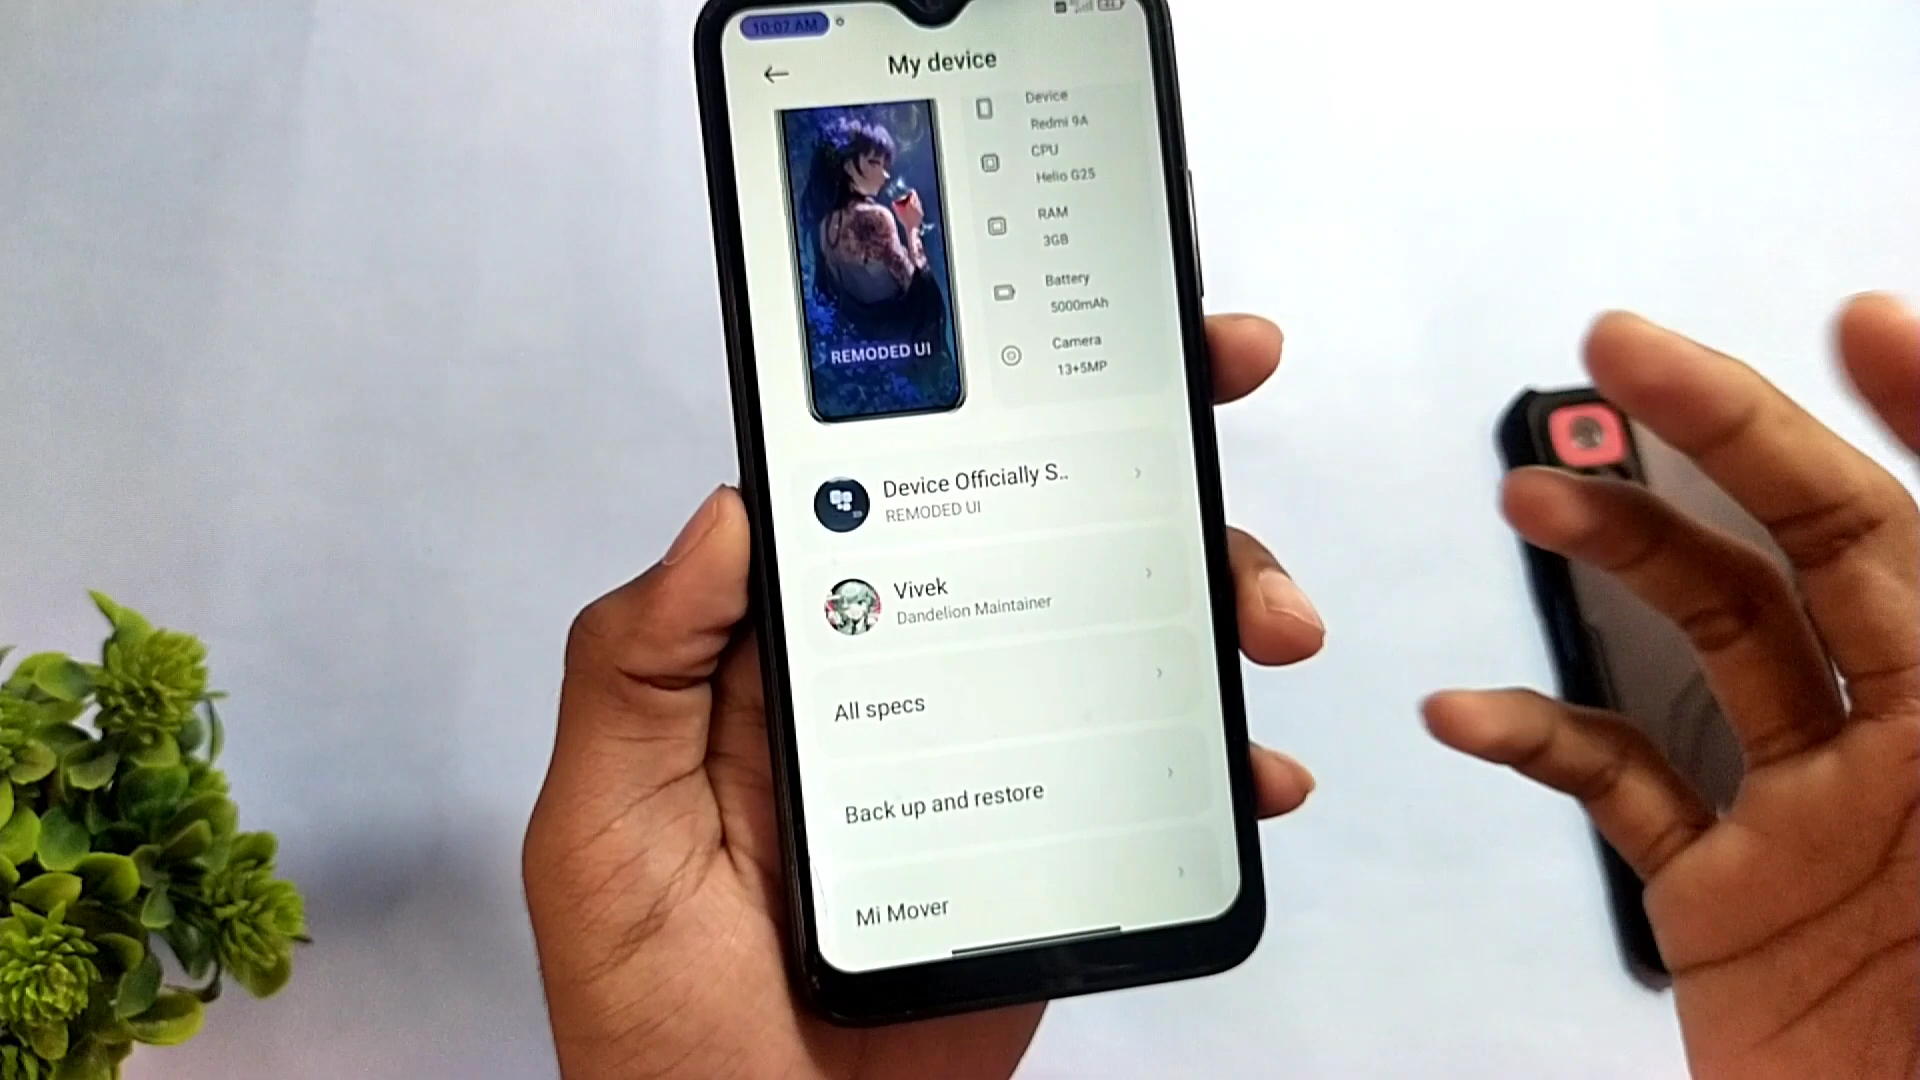 10:07 AM
My device
Device
Redmi 9A
CPU
Helio G25
RAM
3GB
Battery
5000mAh
Camera
13+5MP
REMODED UI
Device Officially S..
REMODED UI
Vivek
Dandelion Maintainer
All specs
Back up and restore
Mi Mover